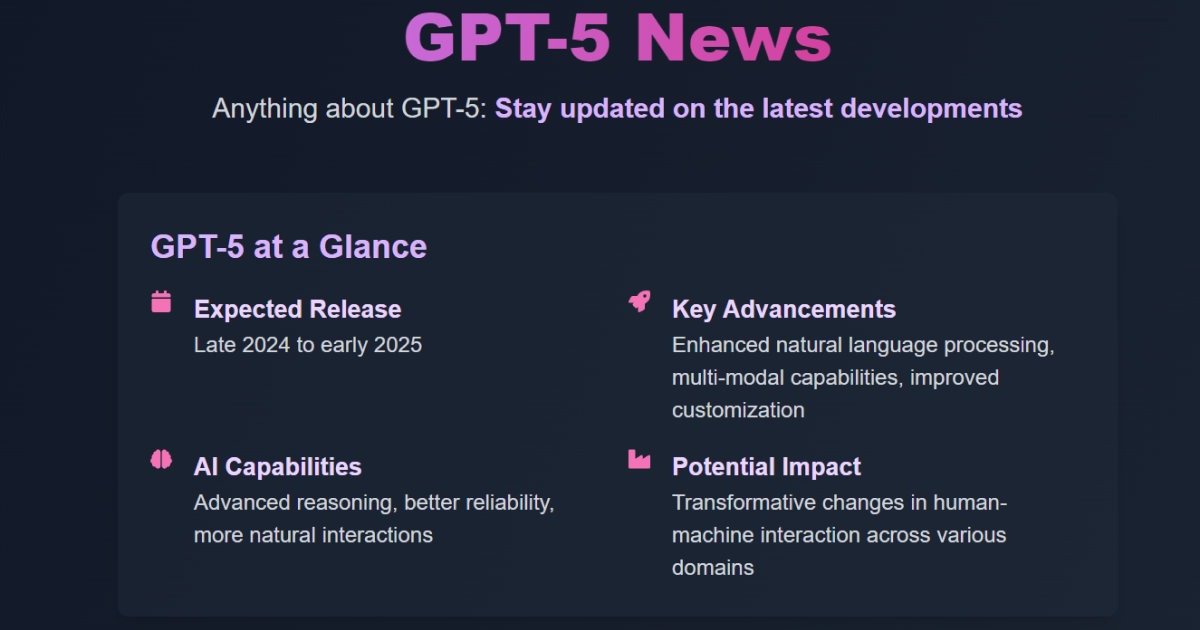 GPT-5 News
Anything about GPT-5: Stay updated on the latest developments
GPT-5 at a Glance
Expected Release
Late 2024 to early 2025
Key Advancements
Enhanced natural language processing,
multi-modal capabilities, improved
customization
AI Capabilities
Advanced reasoning, better reliability,
more natural interactions
Potential Impact
Transformative changes in human-
machine interaction across various
domains